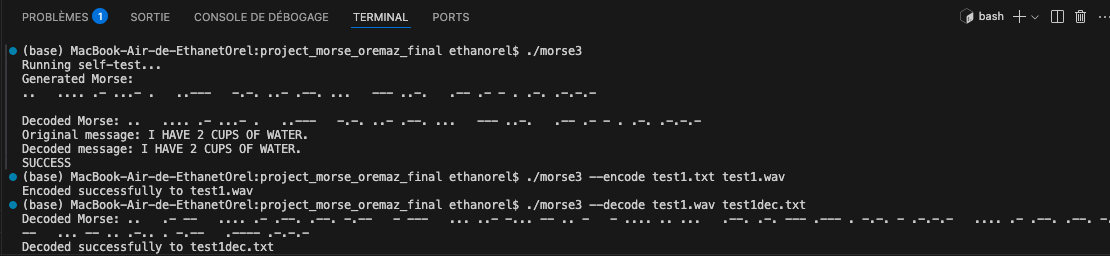 PROBLÈMES 1 SORTIE CONSOLE DE DÉBOGAGE TERMINAL PORTS bash
(base) MacBook-Air-de-EthanetOrel:project_morse_oremaz_final ethanorel$ ./morse3
Running self-test...
Generated Morse:
..   .... .- ...- .   ..---   -.-. ..- .--. ...   --- ..-.   .-- .- - . .-. .-.-.-
Decoded Morse: ..   .... .- ...- .   ..---   -.-. ..- .--. ...   --- ..-.   .-- .- - . .-. .-.-.-
Original message: I HAVE 2 CUPS OF WATER.
Decoded message: I HAVE 2 CUPS OF WATER.
SUCCESS
(base) MacBook-Air-de-EthanetOrel:project_morse_oremaz_final ethanorel$ ./morse3 --encode test1.txt test1.wav
Encoded successfully to test1.wav
(base) MacBook-Air-de-EthanetOrel:project_morse_oremaz_final ethanorel$ ./morse3 --decode test1.wav test1dec.txt
Decoded Morse: ..   .- --   .... .- .--. .--. -.--   - ---   ... ..- -... -- .. -   - .... .. ...   .--. .-. --- .--- . -.-. - .-.-.-   .... .- .--. .--. -.
--   ... -- .. .-.. . -.--   .---- .-.-.-
Decoded successfully to test1dec.txt